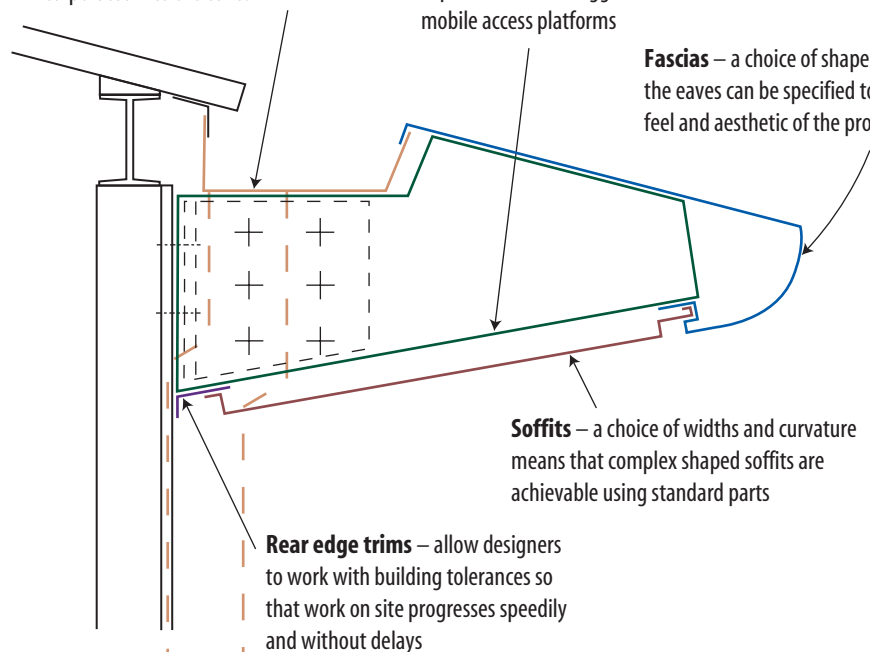 mobile access platforms
Fascias – a choice of shape
the eaves can be specified to
feel and aesthetic of the pro
Soffits – a choice of widths and curvature
means that complex shaped soffits are
achievable using standard parts
Rear edge trims – allow designers
to work with building tolerances so
that work on site progresses speedily
and without delays